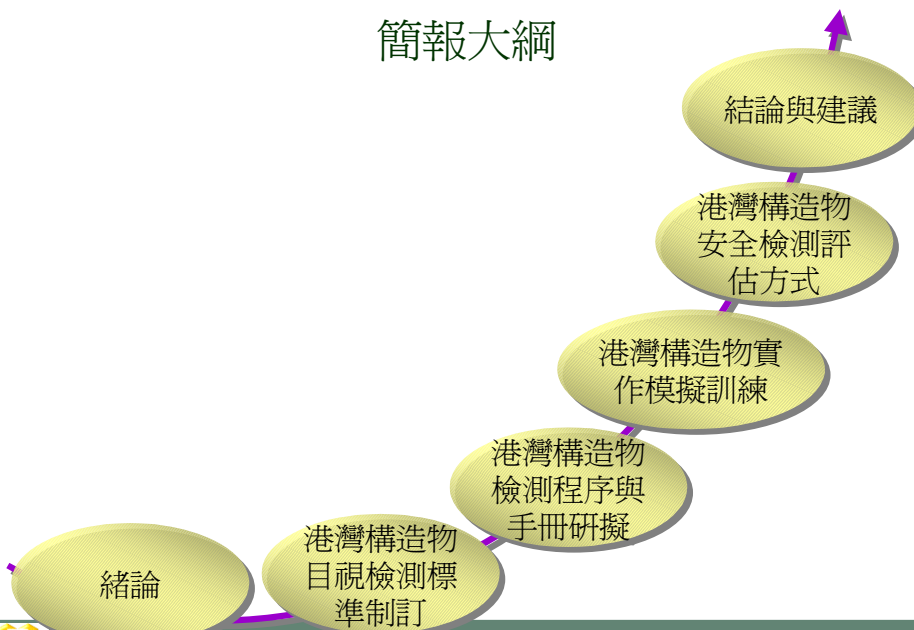 簡報大綱
結論與建議
港灣構造物
安全檢測評
估方式
港灣構造物實
作模擬訓練
港灣構造物
檢測程序與
手冊研擬
港灣構造物
目視檢測標
準制訂
緒論